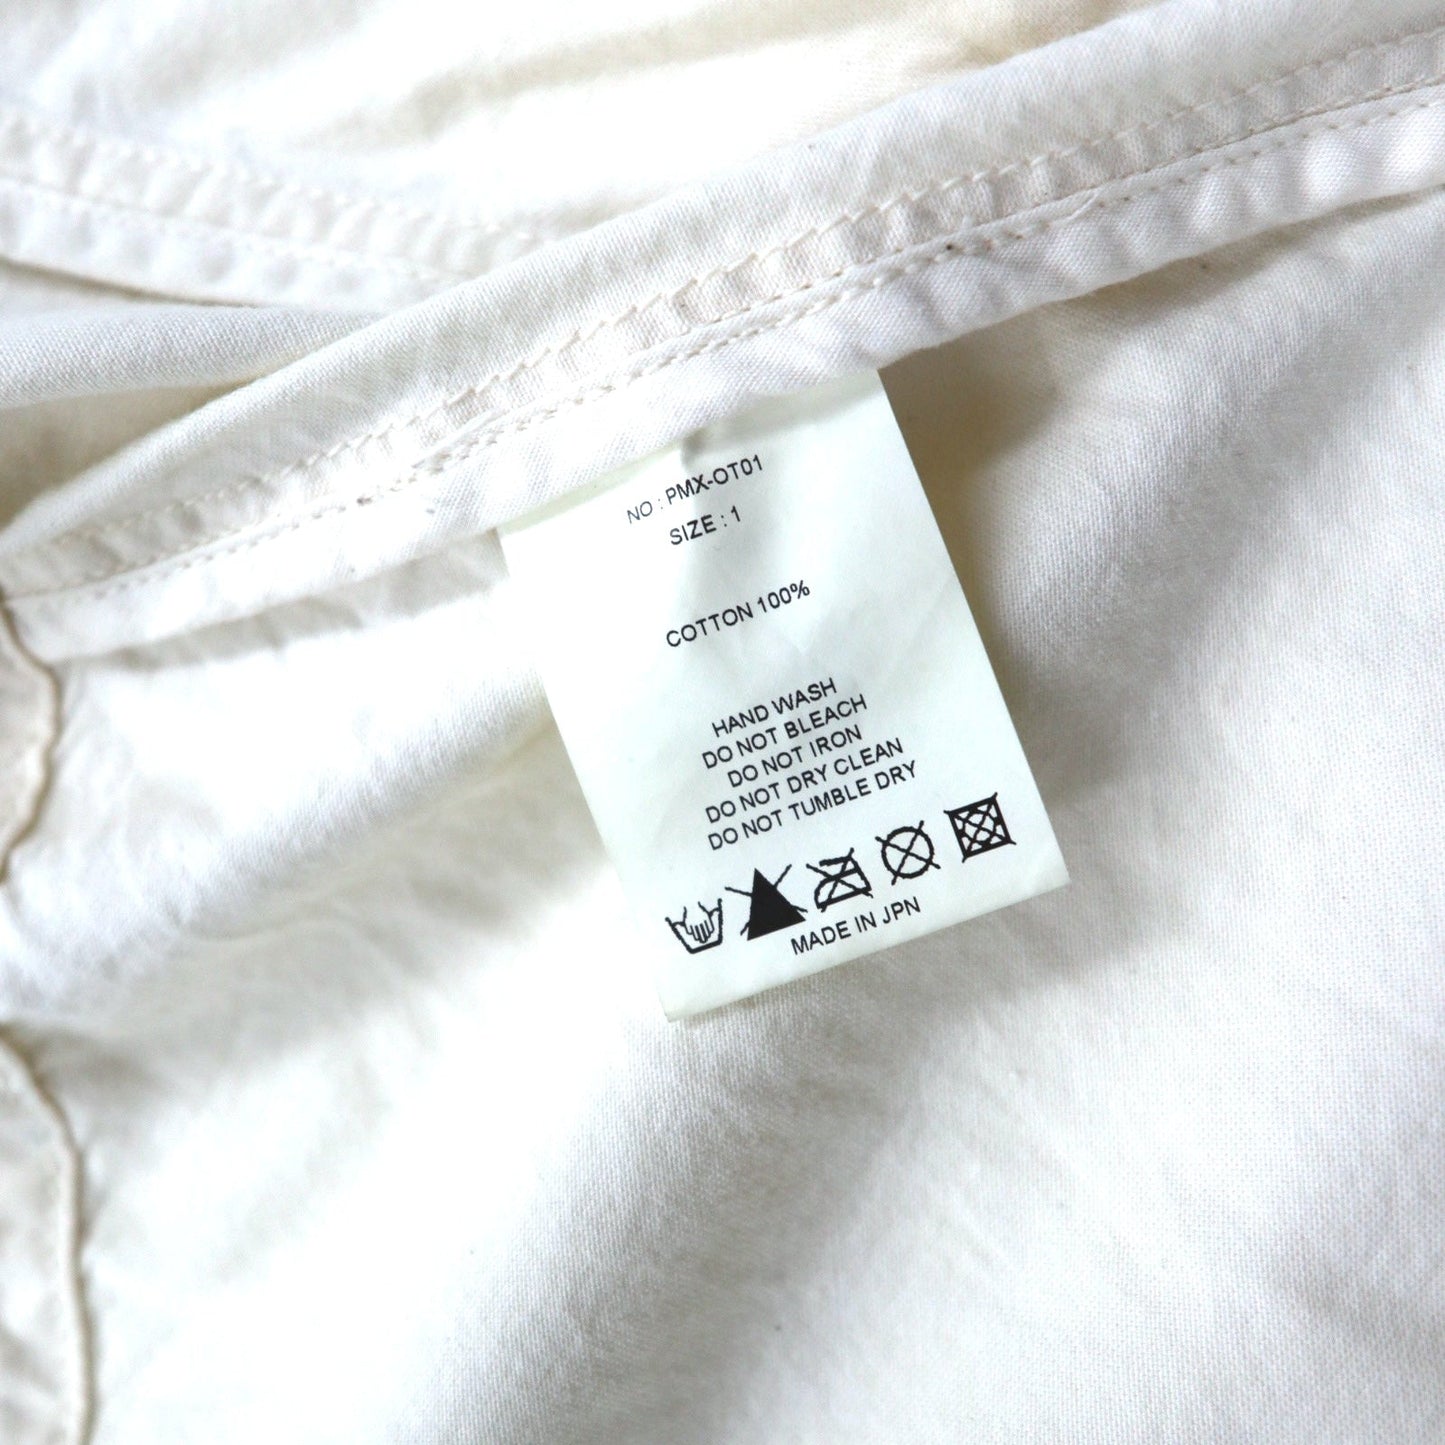 NO : PMX-OT01
SIZE : 1
COTTON 100%
HAND WASH
DO NOT BLEACH
DO NOT IRON
DO NOT DRY CLEAN
DO NOT TUMBLE DRY
MADE IN JPN